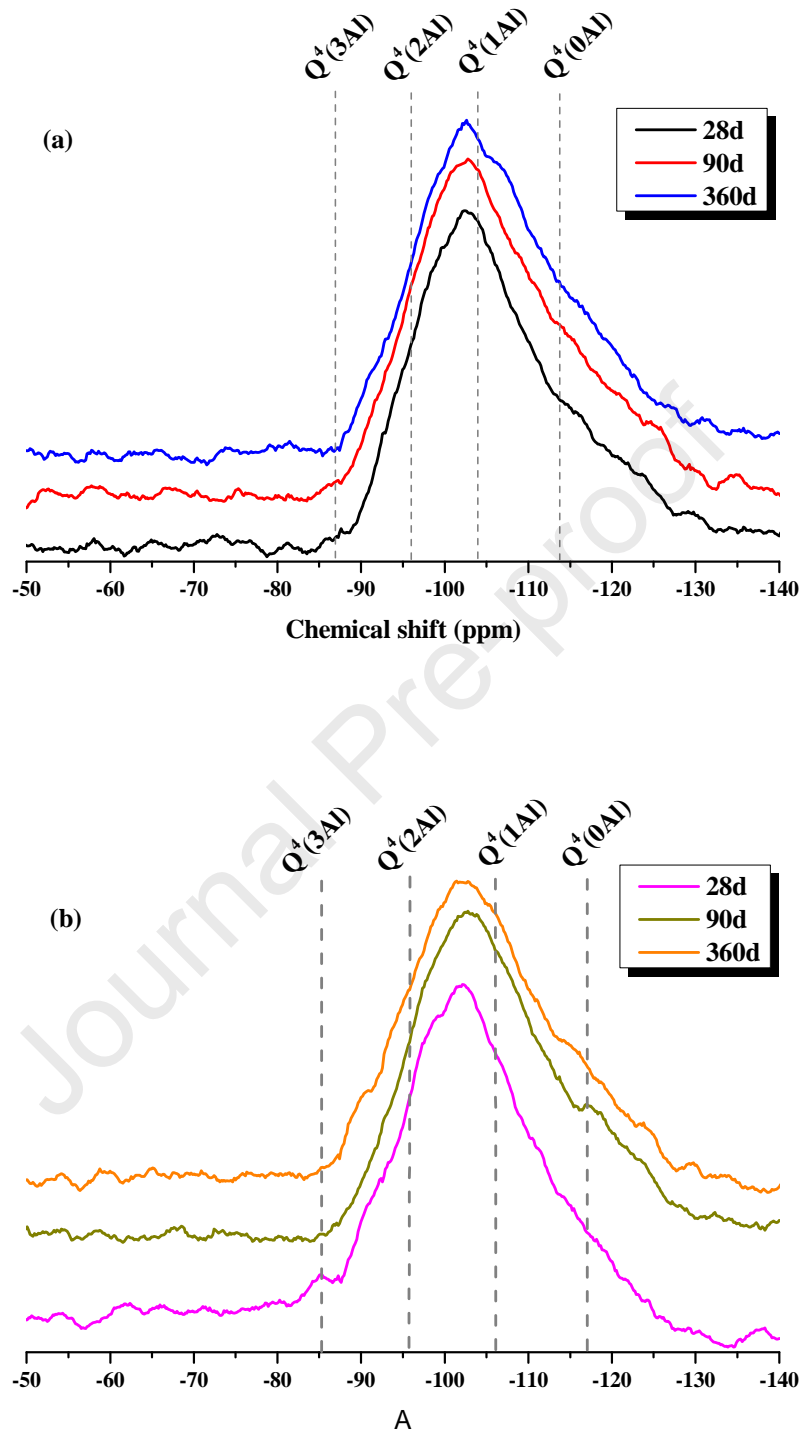 Q⁴(3Al) Q⁴(2Al) Q⁴(1Al) Q⁴(0Al)
(a)
28d
90d
360d
-50 -60 -70 -80 -90 -100 -110 -120 -130 -140
Chemical shift (ppm)
Journal Pre-proof
Q⁴(3Al) Q⁴(2Al) Q⁴(1Al) Q⁴(0Al)
(b)
28d
90d
360d
-50 -60 -70 -80 -90 -100 -110 -120 -130 -140
A